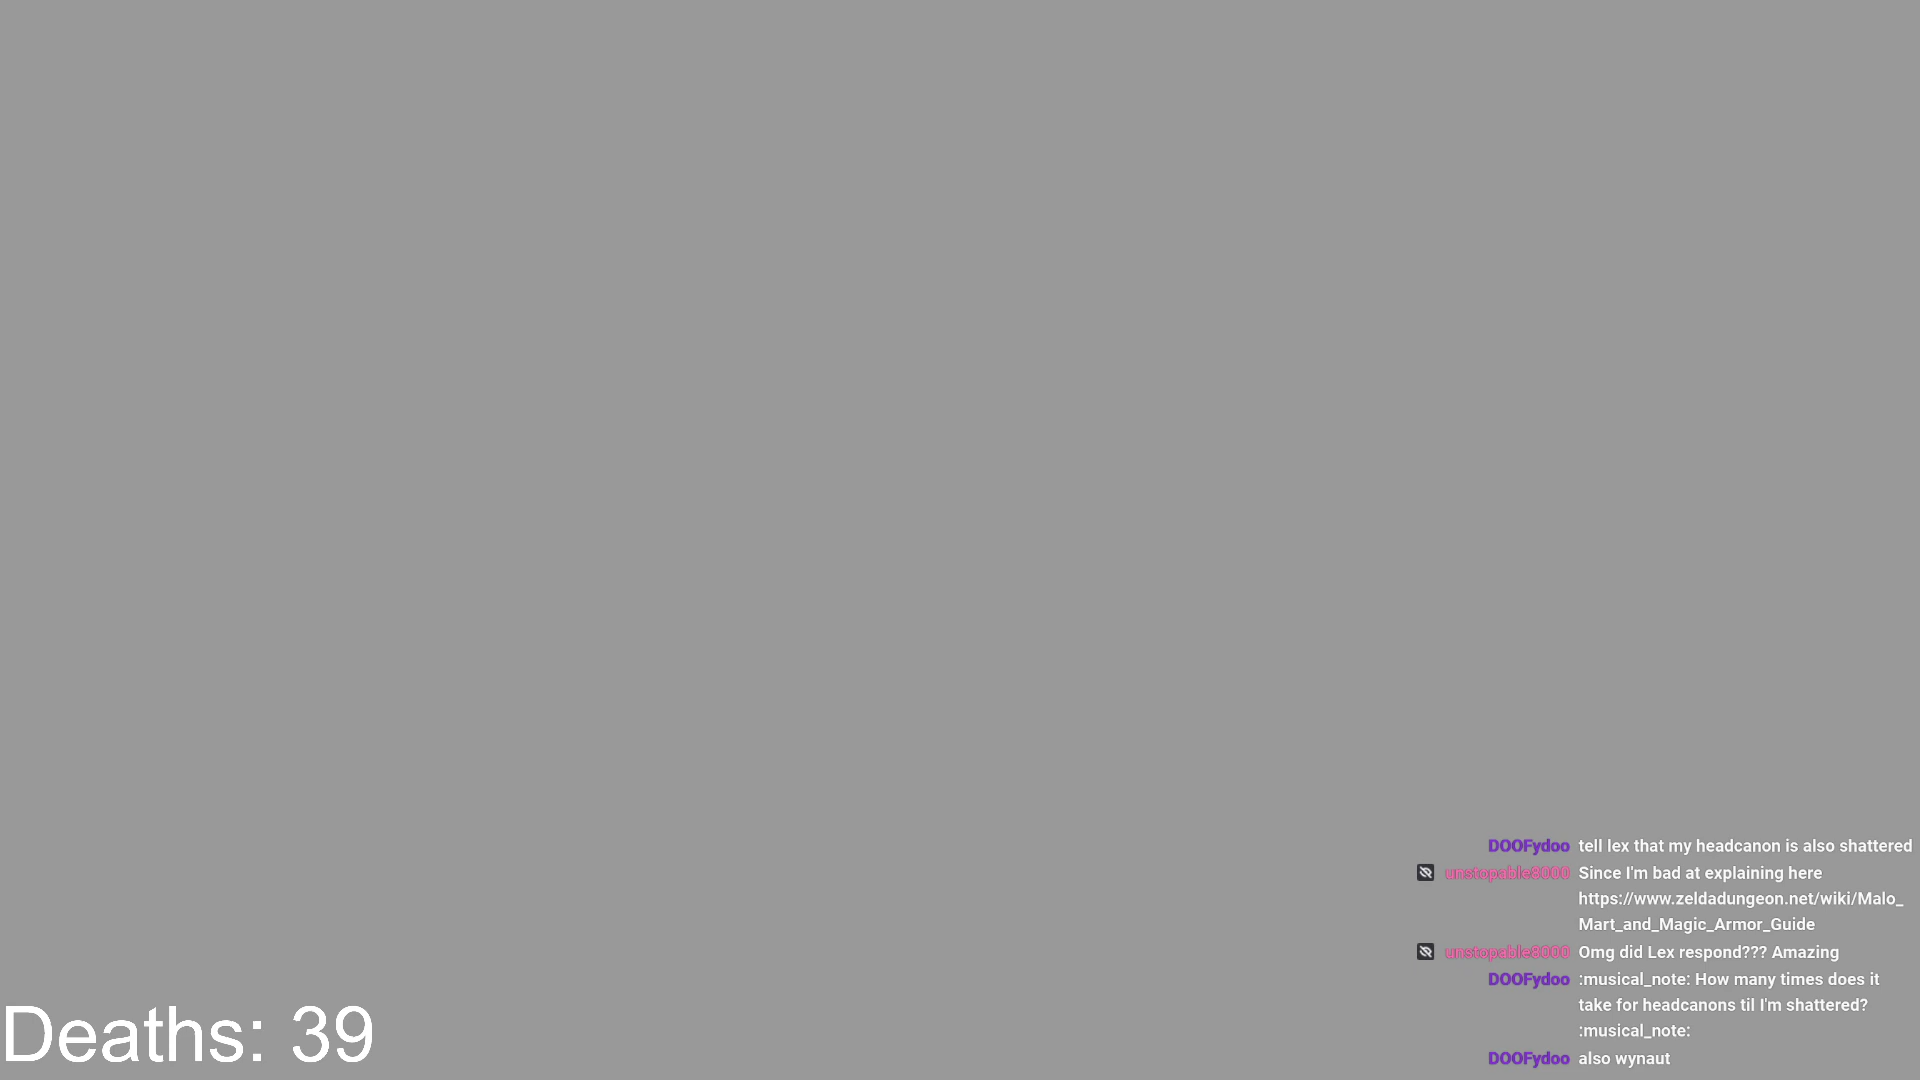 DOOFydoo tell lex that my headcanon is also shattered
unstopable8000 Since I'm bad at explaining here
https://www.zeldadungeon.net/wiki/Malo_
Mart_and_Magic_Armor_Guide
unstopable8000 Omg did Lex respond??? Amazing
DOOFydoo :musical_note: How many times does it
take for headcanons til I'm shattered?
:musical_note:
DOOFydoo also wynaut
Deaths: 39